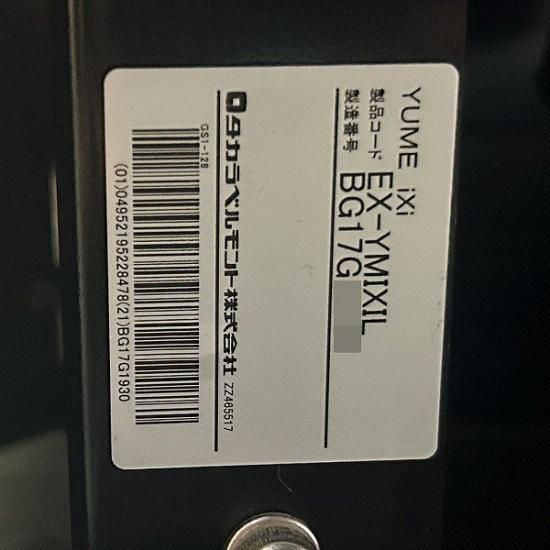 YUME iXi
製品コード EX-YMIXIL
製造番号 BG17G
タカラベルモント株式会社 ZZ465517
GS1-128
(01)04952195228478(21)BG17G1930